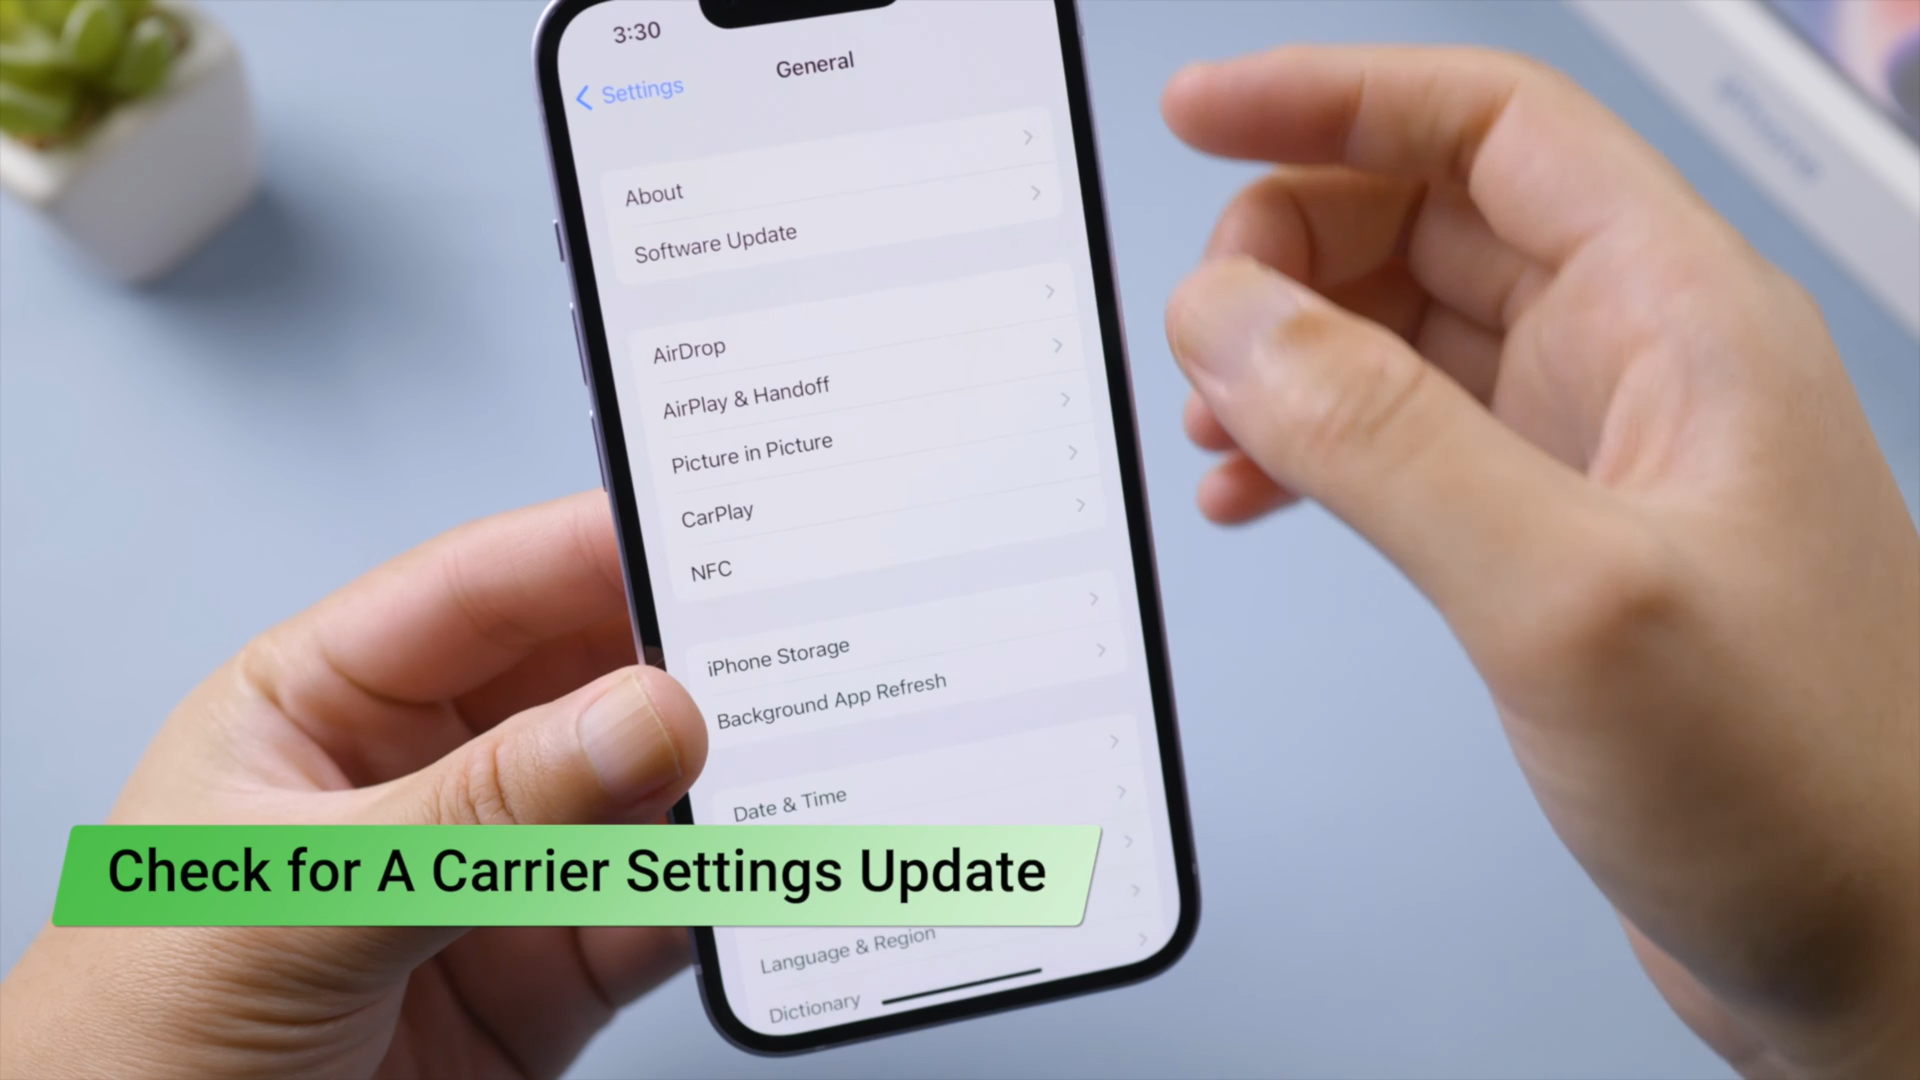 3:30
Settings
General
About
Software Update
AirDrop
AirPlay & Handoff
Picture in Picture
CarPlay
NFC
iPhone Storage
Background App Refresh
Date & Time
Check for A Carrier Settings Update
Language & Region
Dictionary
iPhone